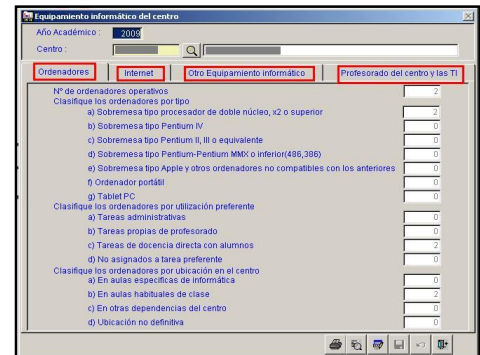 Equipamiento informático del centro
Año Académico : 2009
Centro :
Ordenadores Internet Otro Equipamiento informático Profesorado del centro y las TI
Nº de ordenadores operativos 2
Clasifique los ordenadores por tipo
a) Sobremesa tipo procesador de doble núcleo, x2 o superior 2
b) Sobremesa tipo Pentium IV 0
c) Sobremesa tipo Pentium II, III o equivalente 0
d) Sobremesa tipo Pentium-Pentium MMX o inferior(486,386) 0
e) Sobremesa tipo Apple y otros ordenadores no compatibles con los anteriores 0
f) Ordenador portátil 0
g) Tablet PC 0
Clasifique los ordenadores por utilización preferente
a) Tareas administrativas 0
b) Tareas propias de profesorado 0
c) Tareas de docencia directa con alumnos 2
d) No asignados a tarea preferente 0
Clasifique los ordenadores por ubicación en el centro
a) En aulas especificas de informática 0
b) En aulas habituales de clase 2
c) En otras dependencias del centro 0
d) Ubicación no definitiva 0